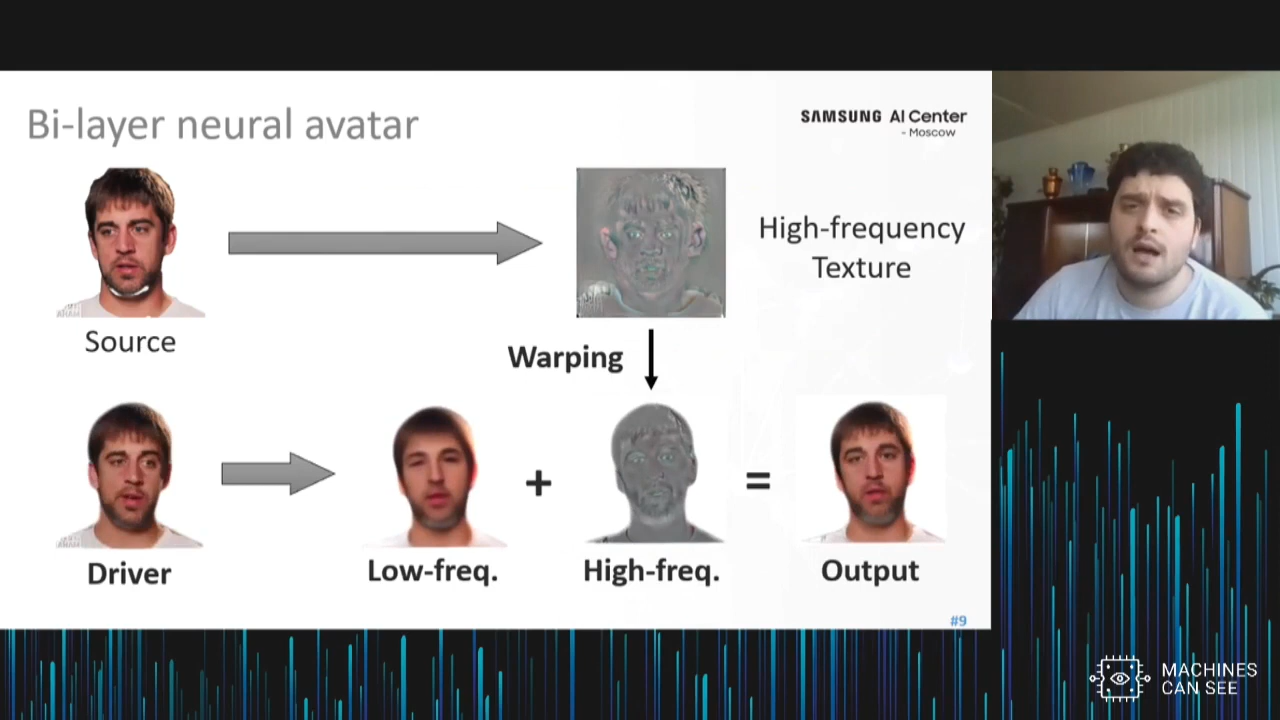 Bi-layer neural avatar
SAMSUNG AI Center
- Moscow
High-frequency
Texture
Source
Warping
Driver
Low-freq.
+
High-freq.
=
Output
#9
MACHINES
CAN SEE